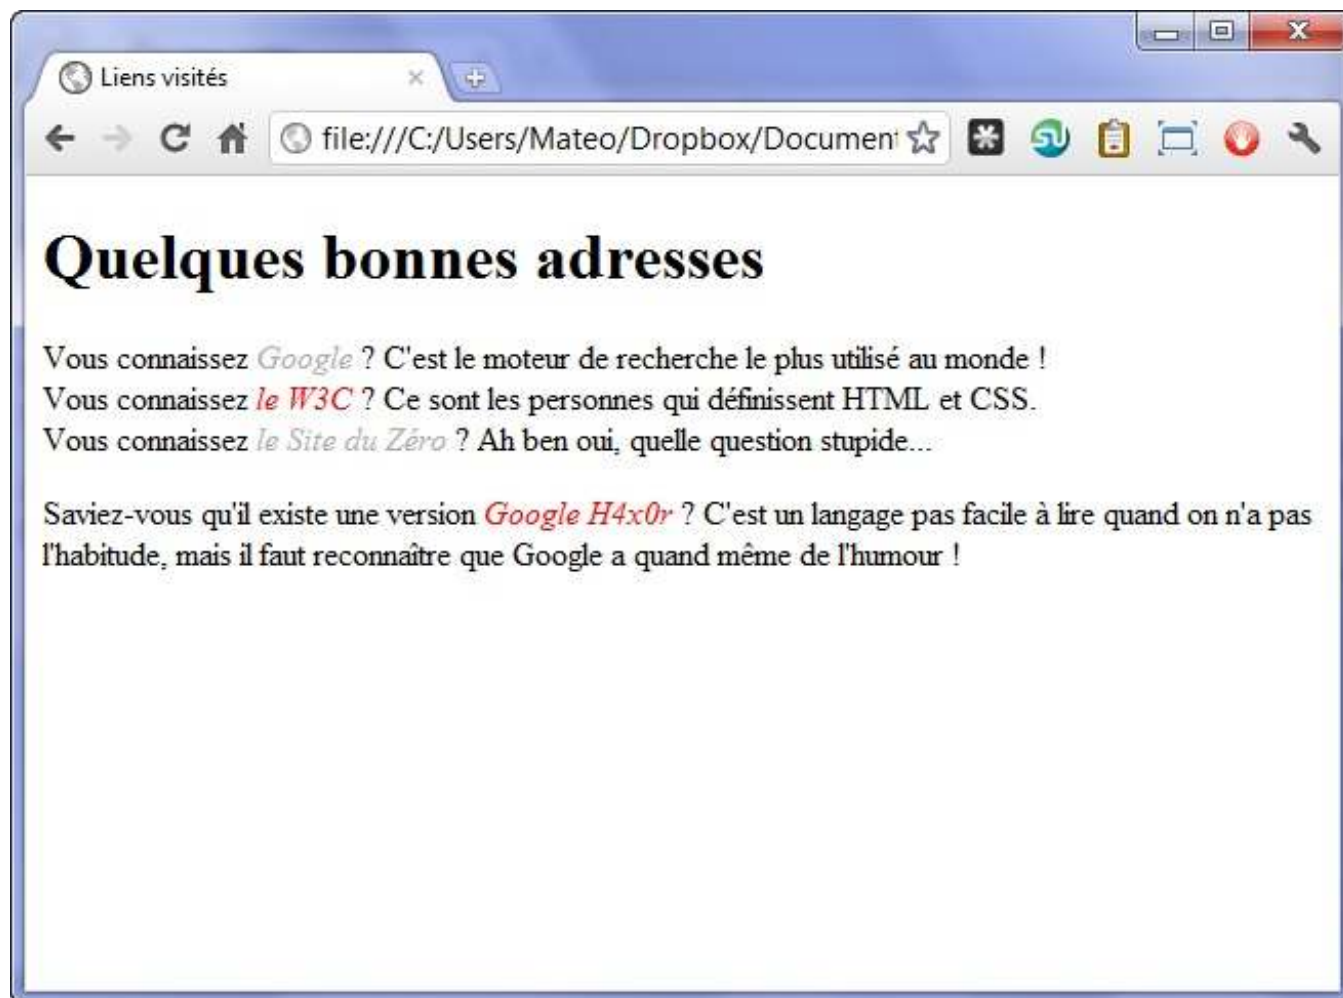 Liens visités
file:///C:/Users/Mateo/Dropbox/Document
Quelques bonnes adresses
Vous connaissez Google ? C'est le moteur de recherche le plus utilisé au monde !
Vous connaissez le W3C ? Ce sont les personnes qui définissent HTML et CSS.
Vous connaissez le Site du Zéro ? Ah ben oui, quelle question stupide...
Saviez-vous qu'il existe une version Google H4x0r ? C'est un langage pas facile à lire quand on n'a pas
l'habitude, mais il faut reconnaître que Google a quand même de l'humour !